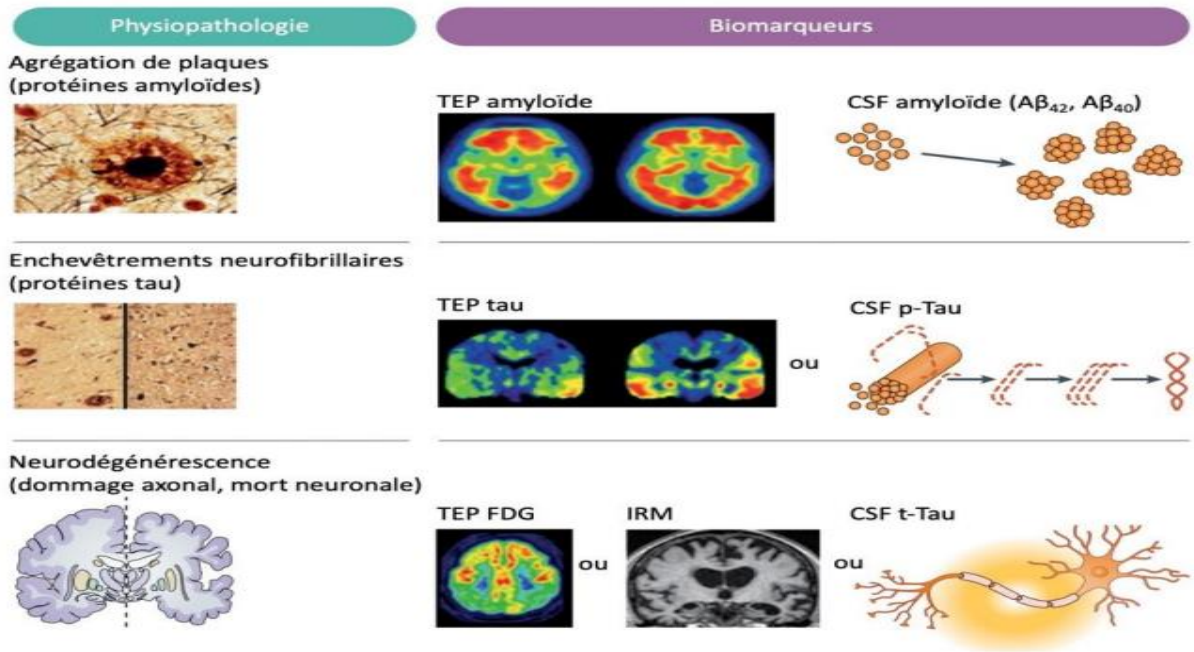 Physiopathologie
Biomarqueurs
Agrégation de plaques
(protéines amyloïdes)
TEP amyloïde
CSF amyloïde (Aβ₄₂, Aβ₄₀)
Enchevêtrements neurofibrillaires
(protéines tau)
TEP tau
ou
CSF p-Tau
Neurodégénérescence
(dommage axonal, mort neuronale)
TEP FDG
ou
IRM
ou
CSF t-Tau